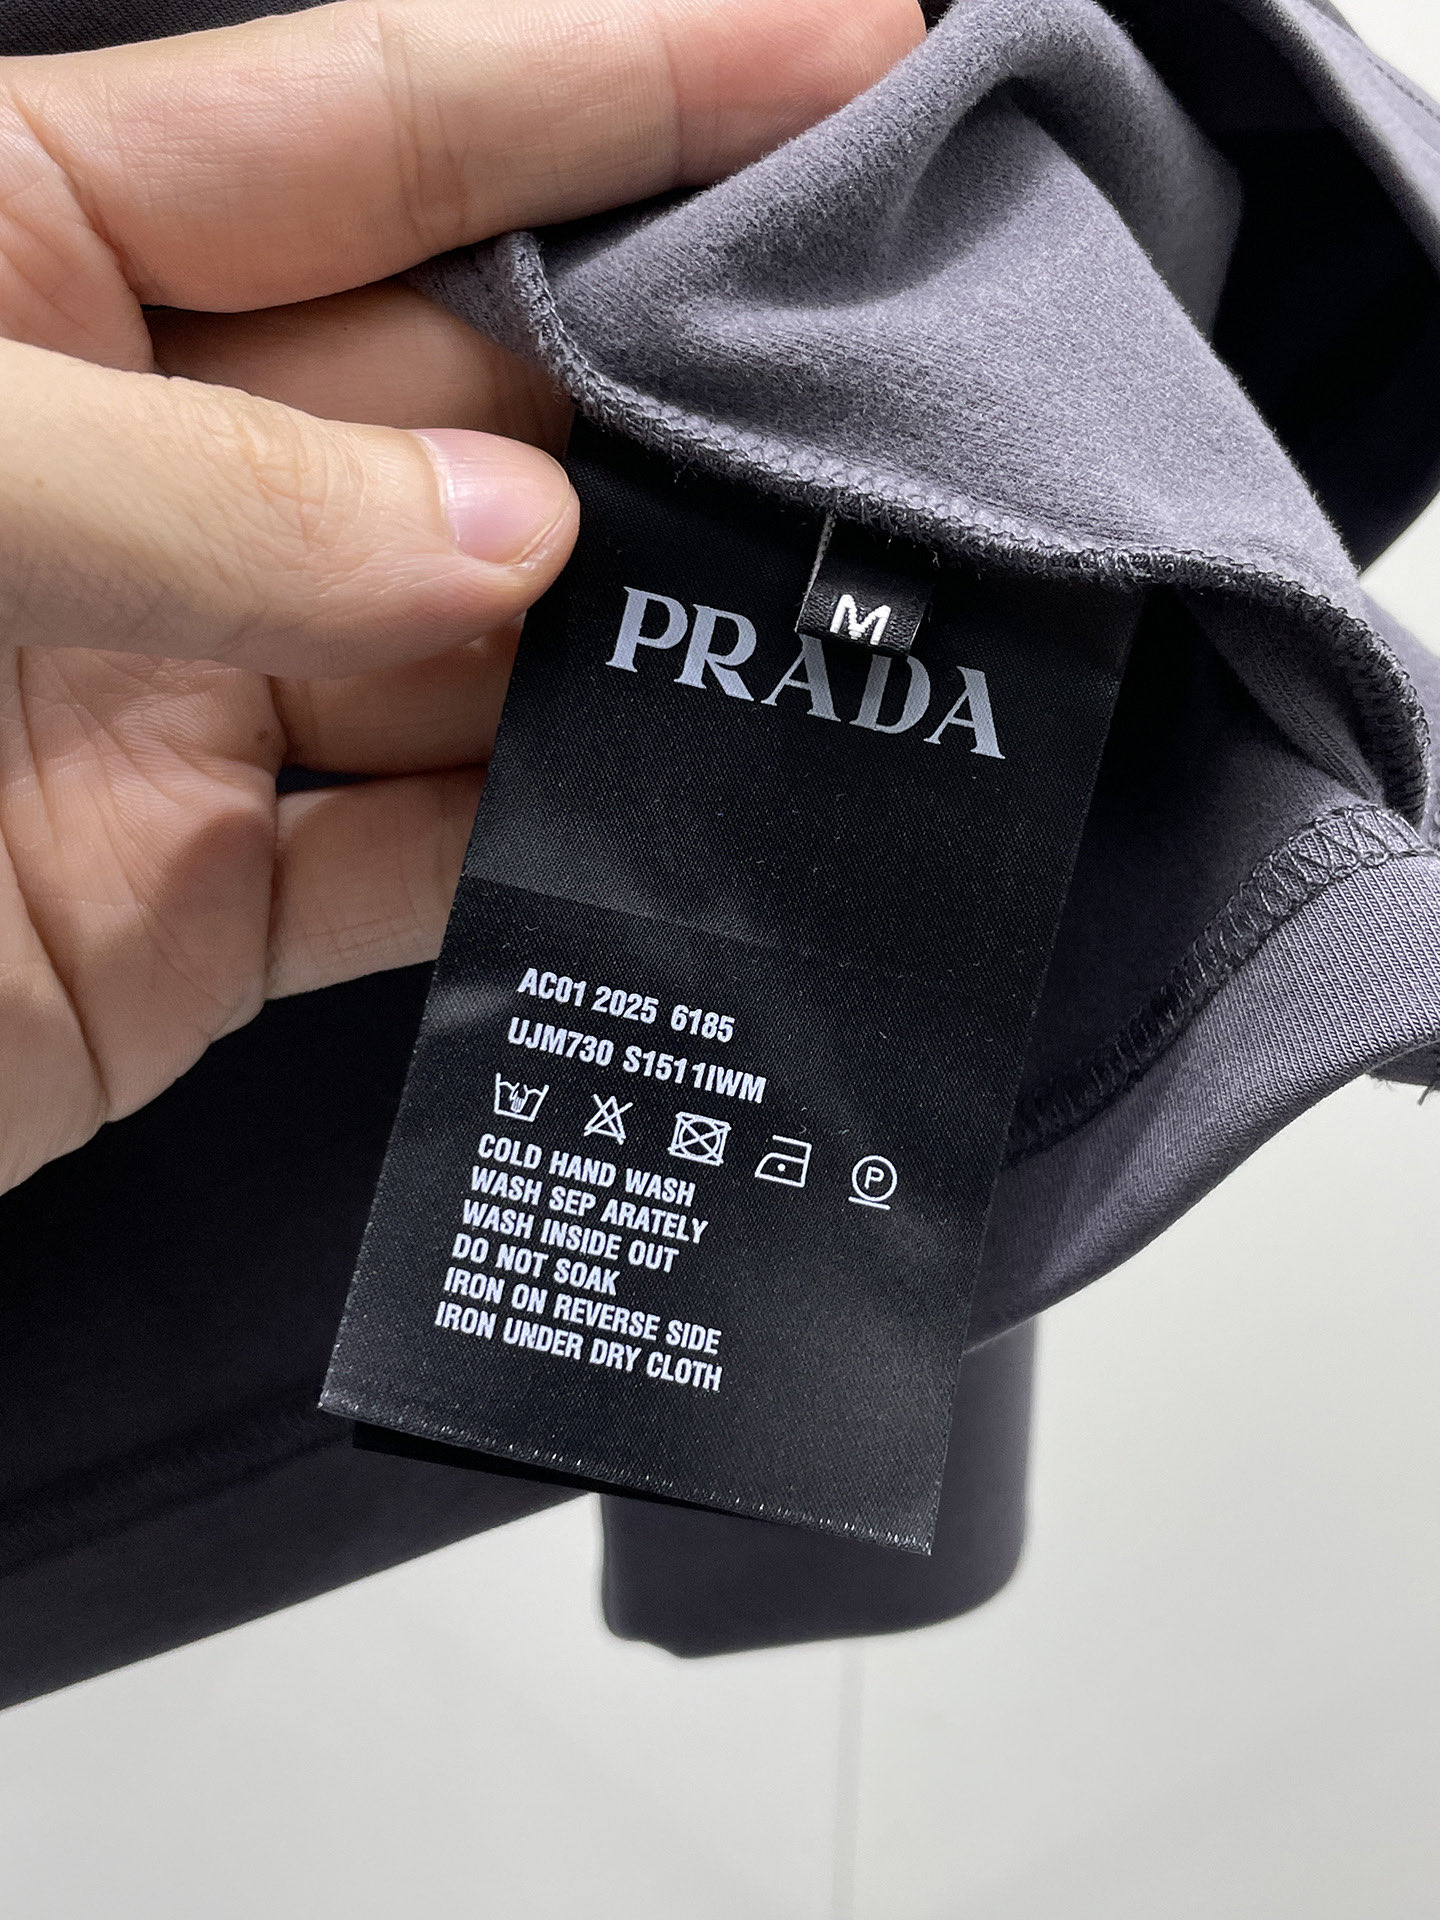 M
PRADA
AC01 2025 6185
UJM730 S1511IWM
P
COLD HAND WASH
WASH SEP ARATELY
WASH INSIDE OUT
DO NOT SOAK
IRON ON REVERSE SIDE
IRON UNDER DRY CLOTH